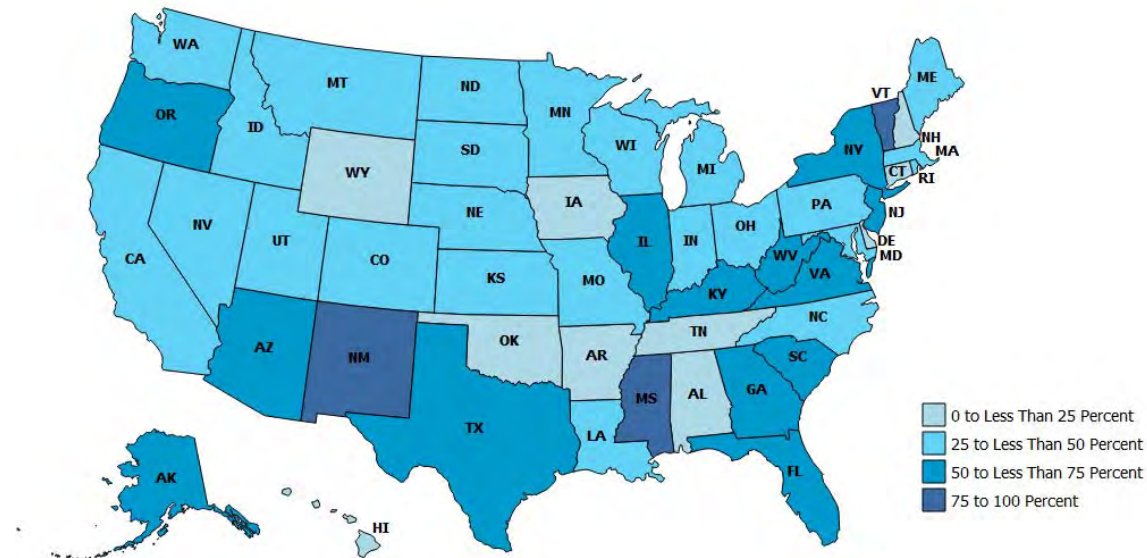 WA
MT
ND
MN
ME
VT
OR
ID
WI
NY
NH
MA
SD
MI
WY
CT
RI
IA
PA
NE
NJ
NV
OH
IL
IN
UT
DE
CA
CO
WV
MD
KS
MO
VA
KY
NC
TN
OK
AZ
NM
AR
SC
MS
AL
GA
TX
LA
0 to Less Than 25 Percent
25 to Less Than 50 Percent
50 to Less Than 75 Percent
75 to 100 Percent
FL
AK
HI